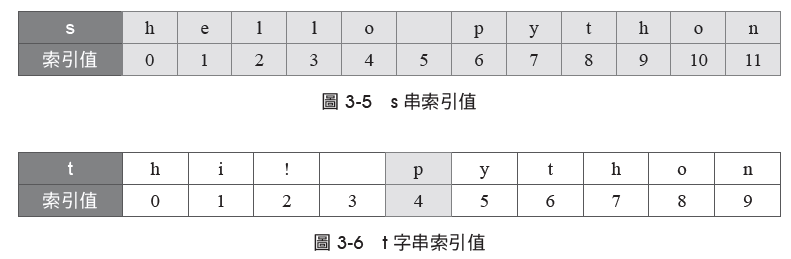 s h e l l o p y t h o n
索引值 0 1 2 3 4 5 6 7 8 9 10 11
圖 3-5 s 串索引值
t h i ! p y t h o n
索引值 0 1 2 3 4 5 6 7 8 9
圖 3-6 t 字串索引值